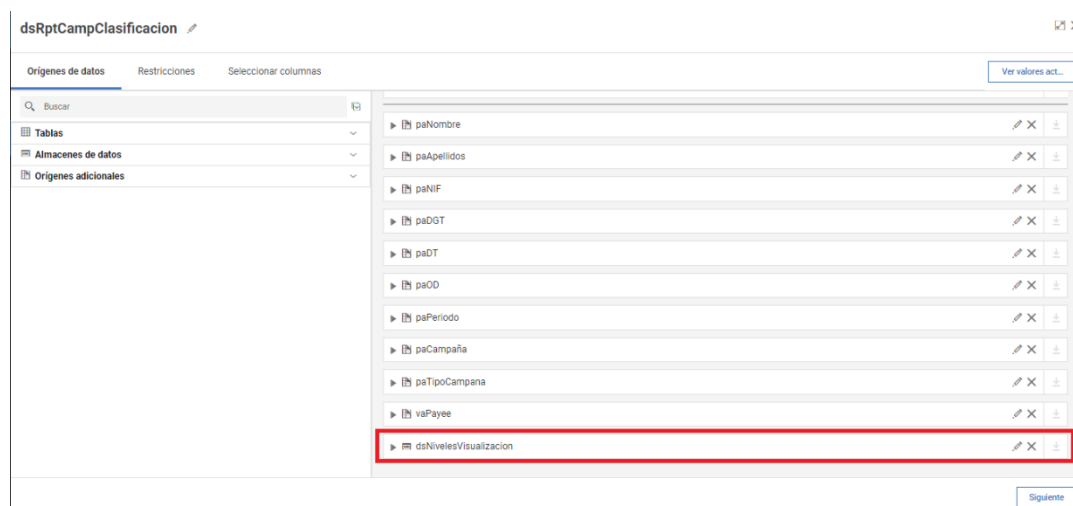 dsRptCampClasificacion
Orígenes de datos Restricciones Seleccionar columnas Ver valores act...
Buscar
Tablas
Almacenes de datos
Orígenes adicionales
paNombre
paApellidos
paNIF
paDGT
paDT
paOD
paPeriodo
paCampaña
paTipoCampana
vaPayee
dsNivelesVisualizacion
Siguiente